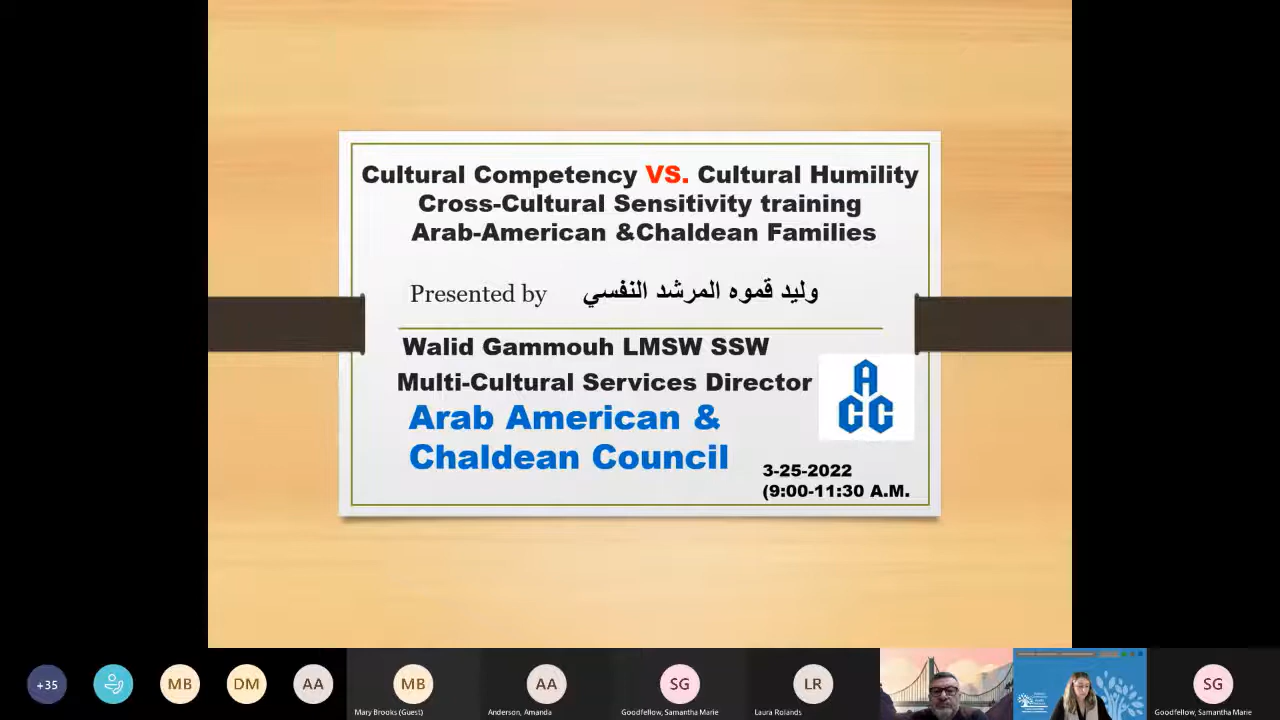 Cultural Competency VS. Cultural Humility
Cross-Cultural Sensitivity training
Arab-American &Chaldean Families
Presented by وليد قموه المرشد النفسي
Walid Gammouh LMSW SSW
Multi-Cultural Services Director
Arab American &
Chaldean Council
A
CC
3-25-2022
(9:00-11:30 A.M.
+35
MB
DM
AA
MB
AA
SG
LR
SG
Mary Brooks (Guest)
Anderson, Amanda
Goodfellow, Samantha Marie
Laura Rolands
Goodfellow, Samantha Marie